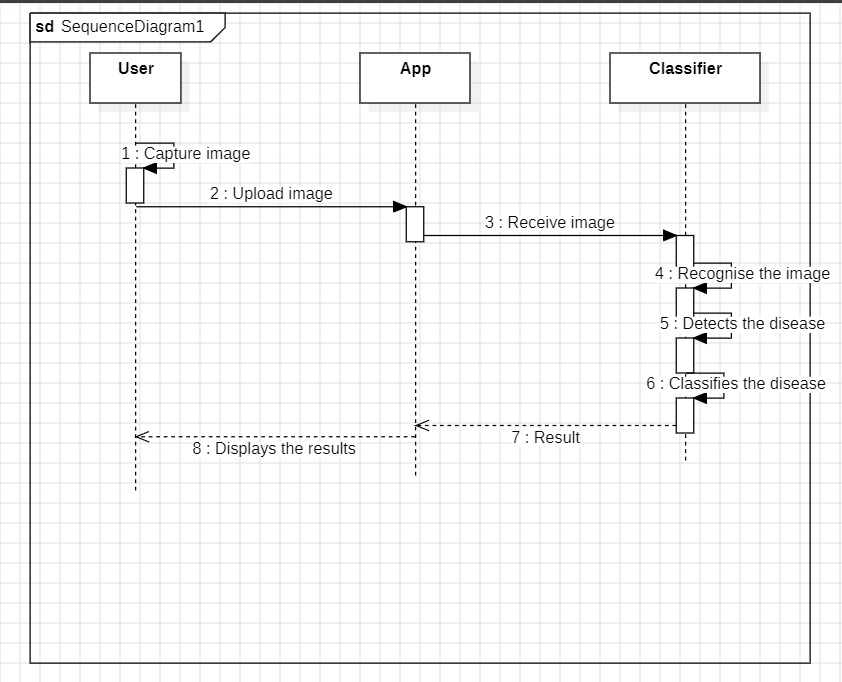 sd SequenceDiagram1
User
App
Classifier
1 : Capture image
2 : Upload image
3 : Receive image
4 : Recognise the image
5 : Detects the disease
6 : Classifies the disease
7 : Result
8 : Displays the results